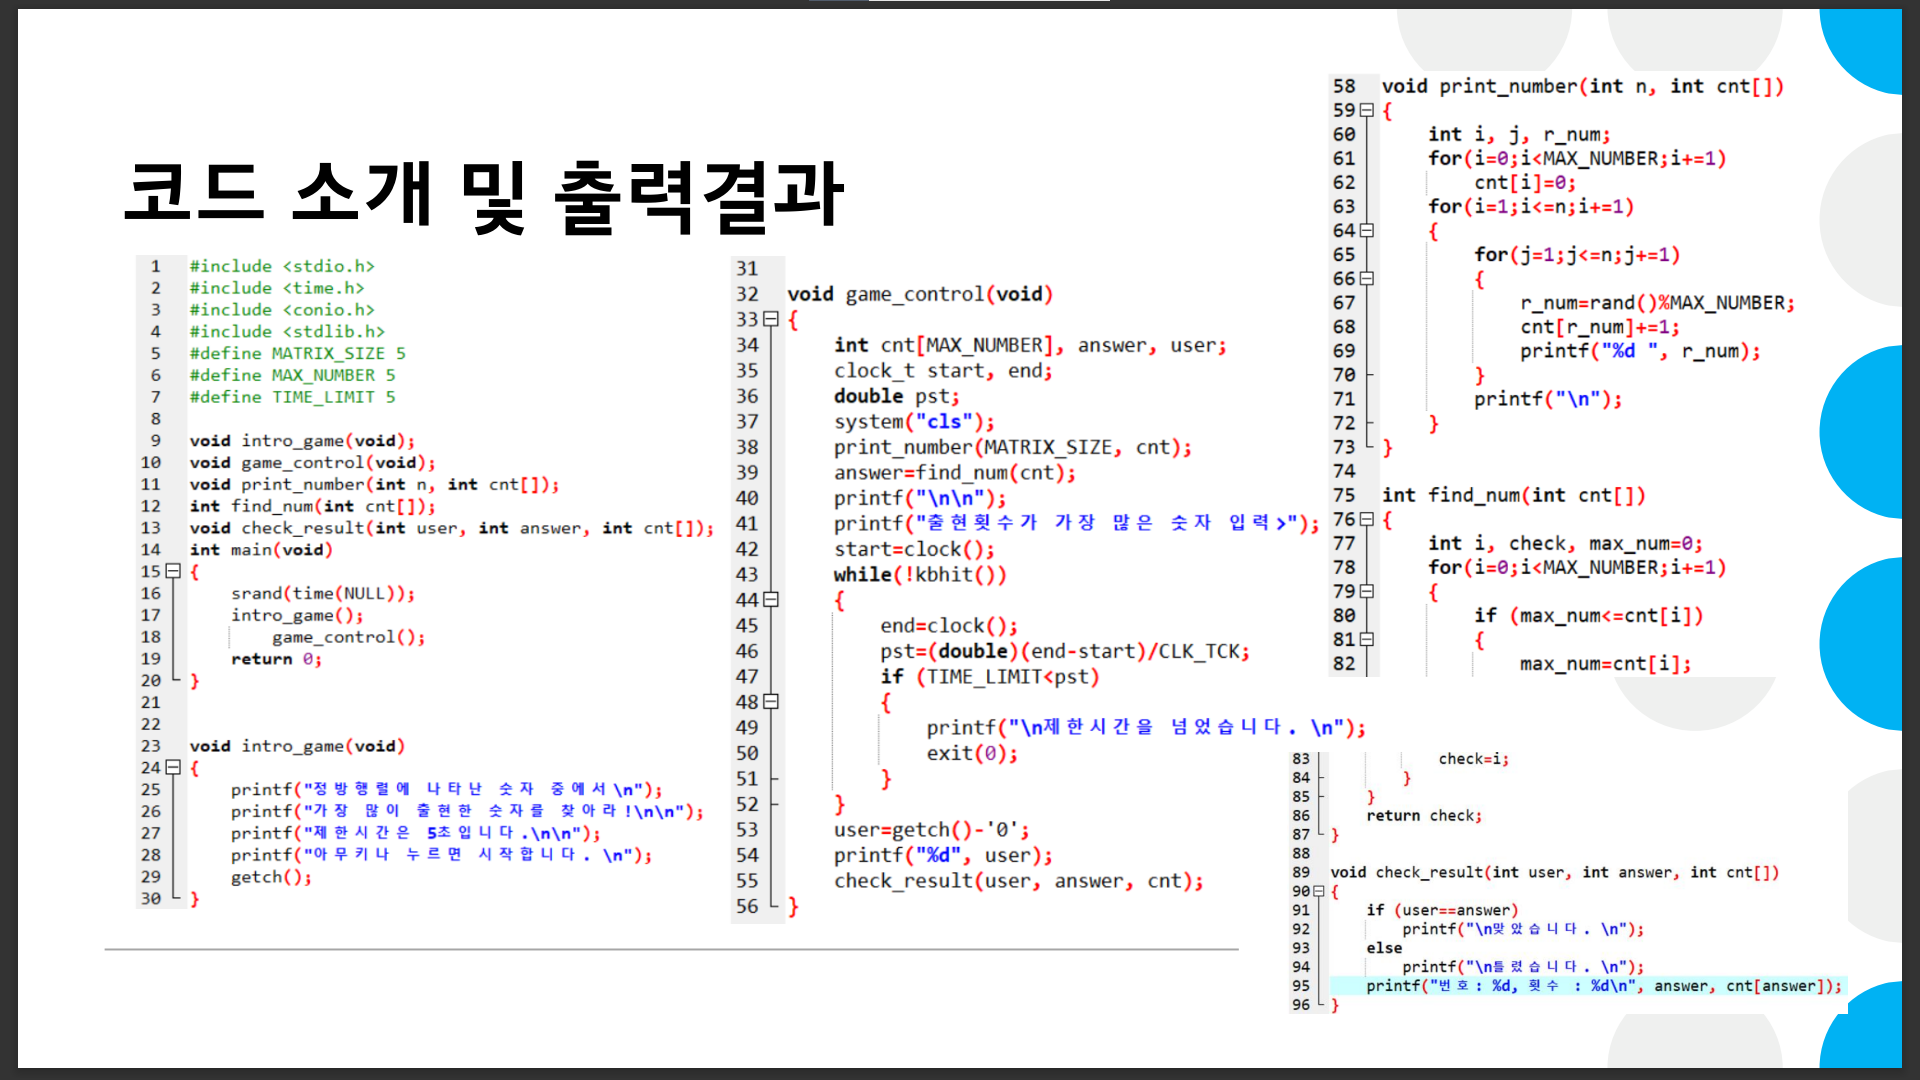 코드 소개 및 출력결과
1 #include <stdio.h>
2 #include <time.h>
3 #include <conio.h>
4 #include <stdlib.h>
5 #define MATRIX_SIZE 5
6 #define MAX_NUMBER 5
7 #define TIME_LIMIT 5
8
9 void intro_game(void);
10 void game_control(void);
11 void print_number(int n, int cnt[]);
12 int find_num(int cnt[]);
13 void check_result(int user, int answer, int cnt[]);
14 int main(void)
15 {
16 srand(time(NULL));
17 intro_game();
18 game_control();
19 return 0;
20 }
21
22
23 void intro_game(void)
24 {
25 printf("정방행렬에 나타난 숫자 중에서\n");
26 printf("가장 많이 출현한 숫자를 찾아라!\n\n");
27 printf("제한시간은 5초입니다.\n\n");
28 printf("아무키나 누르면 시작합니다. \n");
29 getch();
30 }
31
32 void game_control(void)
33 {
34 int cnt[MAX_NUMBER], answer, user;
35 clock_t start, end;
36 double pst;
37 system("cls");
38 print_number(MATRIX_SIZE, cnt);
39 answer=find_num(cnt);
40 printf("\n\n");
41 printf("출현횟수가 가장 많은 숫자 입력>");
42 start=clock();
43 while(!kbhit())
44 {
45 end=clock();
46 pst=(double)(end-start)/CLK_TCK;
47 if (TIME_LIMIT<pst)
48 {
49 printf("\n제한시간을 넘었습니다. \n");
50 exit(0);
51 }
52 }
53 user=getch()-'0';
54 printf("%d", user);
55 check_result(user, answer, cnt);
56 }
58 void print_number(int n, int cnt[])
59 {
60 int i, j, r_num;
61 for(i=0;i<MAX_NUMBER;i+=1)
62 cnt[i]=0;
63 for(i=1;i<=n;i+=1)
64 {
65 for(j=1;j<=n;j+=1)
66 {
67 r_num=rand()%MAX_NUMBER;
68 cnt[r_num]+=1;
69 printf("%d ", r_num);
70 }
71 printf("\n");
72 }
73 }
74
75 int find_num(int cnt[])
76 {
77 int i, check, max_num=0;
78 for(i=0;i<MAX_NUMBER;i+=1)
79 {
80 if (max_num<=cnt[i])
81 {
82 max_num=cnt[i];
83 check=i;
84 }
85 }
86 return check;
87 }
88
89 void check_result(int user, int answer, int cnt[])
90 {
91 if (user==answer)
92 printf("\n맞았습니다. \n");
93 else
94 printf("\n틀렸습니다. \n");
95 printf("번호: %d, 횟수 : %d\n", answer, cnt[answer]);
96 }